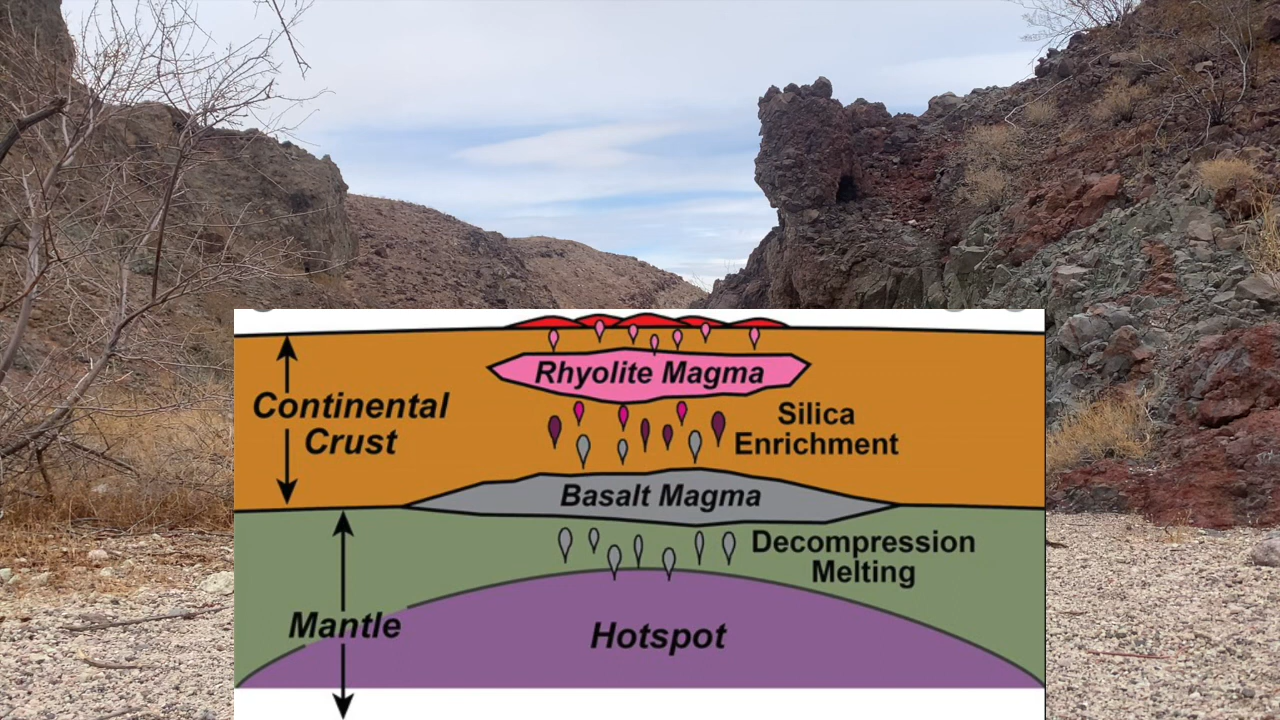 Rhyolite Magma
Continental
Crust
Silica
Enrichment
Basalt Magma
Decompression
Melting
Mantle
Hotspot